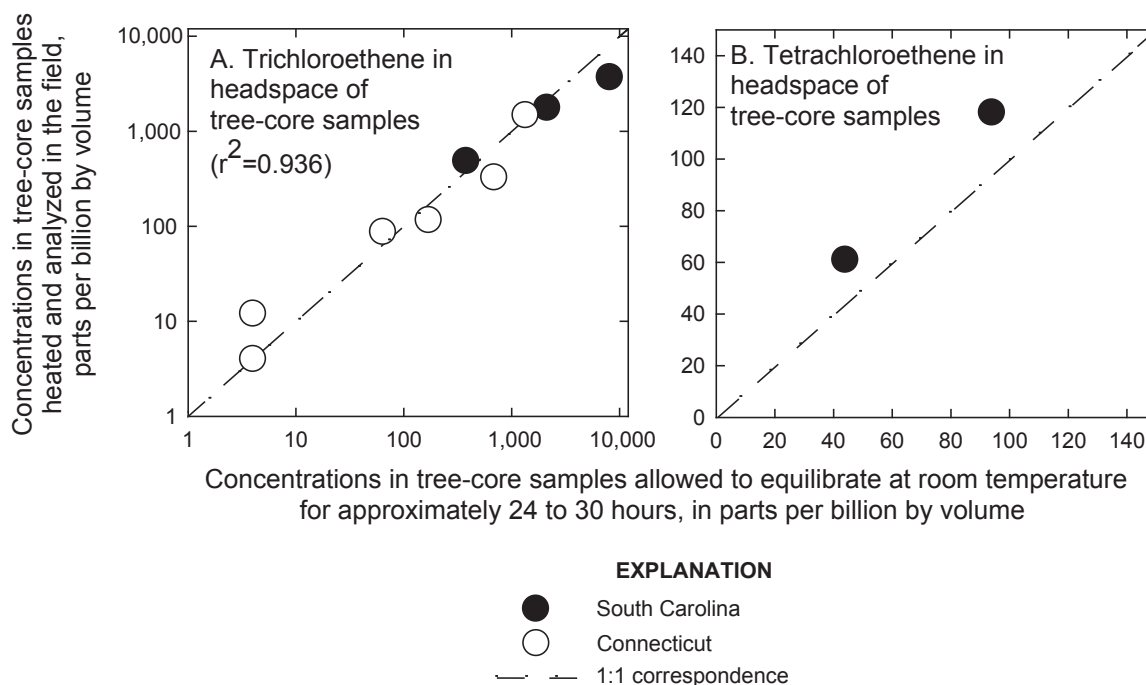 Concentrations in tree-core samples
heated and analyzed in the field,
parts per billion by volume
10,000
1,000
100
10
1
A. Trichloroethene in
headspace of
tree-core samples
(r²=0.936)
1
10
100
1,000
10,000
140
120
100
80
60
40
20
0
B. Tetrachloroethene in
headspace of
tree-core samples
0
20
40
60
80
100
120
140
Concentrations in tree-core samples allowed to equilibrate at room temperature
for approximately 24 to 30 hours, in parts per billion by volume
EXPLANATION
South Carolina
Connecticut
1:1 correspondence